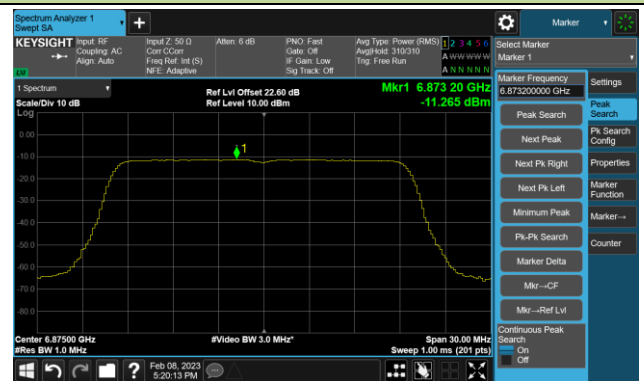 Spectrum Analyzer 1
Swept SA
Marker
KEYSIGHT
Input: RF
Coupling: AC
Align: Auto
Input Z: 50 Ω
Corr CCorr
Freq Ref: Int (S)
NFE: Adaptive
Atten: 6 dB
PNO: Fast
Gate: Off
IF Gain: Low
Sig Track: Off
Avg Type: Power (RMS)
Avg|Hold: 310/310
Trig: Free Run
1 2 3 4 5 6
A W W W W W
A N N N N N
Select Marker
Marker 1
LXI
1 Spectrum
Scale/Div 10 dB
Log
Ref Lvl Offset 22.60 dB
Ref Level 10.00 dBm
Mkr1 6.873 20 GHz
-11.265 dBm
0.00
-10.0
-20.0
-30.0
-40.0
-50.0
-60.0
-70.0
-80.0
1
Center 6.87500 GHz
#Res BW 1.0 MHz
#Video BW 3.0 MHz*
Span 30.00 MHz
Sweep 1.00 ms (201 pts)
Marker Frequency
6.873200000 GHz
Peak Search
Next Peak
Next Pk Right
Next Pk Left
Minimum Peak
Pk-Pk Search
Marker Delta
Mkr→CF
Mkr→Ref Lvl
Continuous Peak
Search
On
Off
Settings
Peak
Search
Pk Search
Config
Properties
Marker
Function
Marker→
Counter
?
Feb 08, 2023
5:20:13 PM